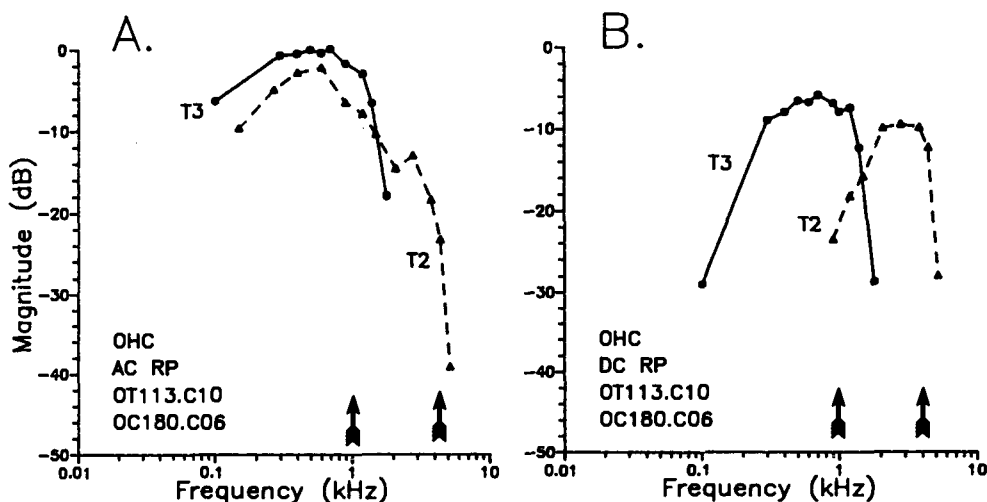 A.
0
-10
-20
-30
-40
-50
Magnitude (dB)
T3
T2
OHC
AC RP
OT113.C10
OC180.C06
0.01
0.1
1
10
Frequency (kHz)
B.
0
-10
-20
-30
-40
-50
T3
T2
OHC
DC RP
OT113.C10
OC180.C06
0.01
0.1
1
10
Frequency (kHz)